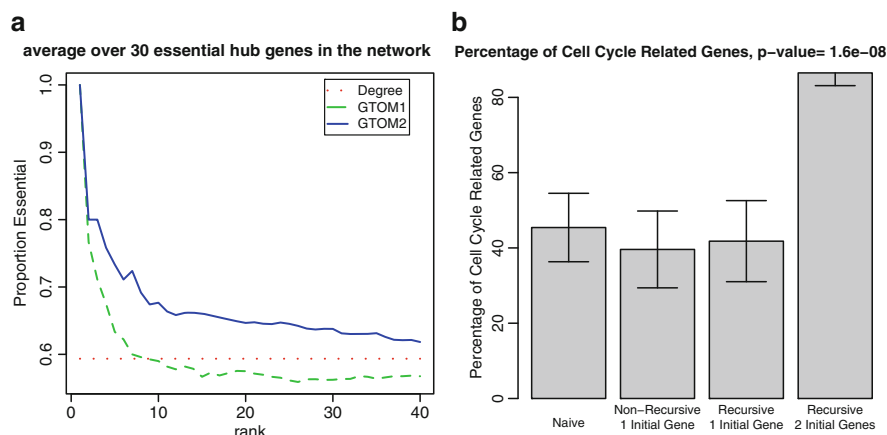 a
average over 30 essential hub genes in the network
Proportion Essential
1.0
0.9
0.8
0.7
0.6
Degree
GTOM1
GTOM2
0
10
20
30
40
rank
b
Percentage of Cell Cycle Related Genes, p-value= 1.6e-08
Percentage of Cell Cycle Related Genes
80
60
40
20
0
Naive
Non-Recursive
1 Initial Gene
Recursive
1 Initial Gene
Recursive
2 Initial Genes